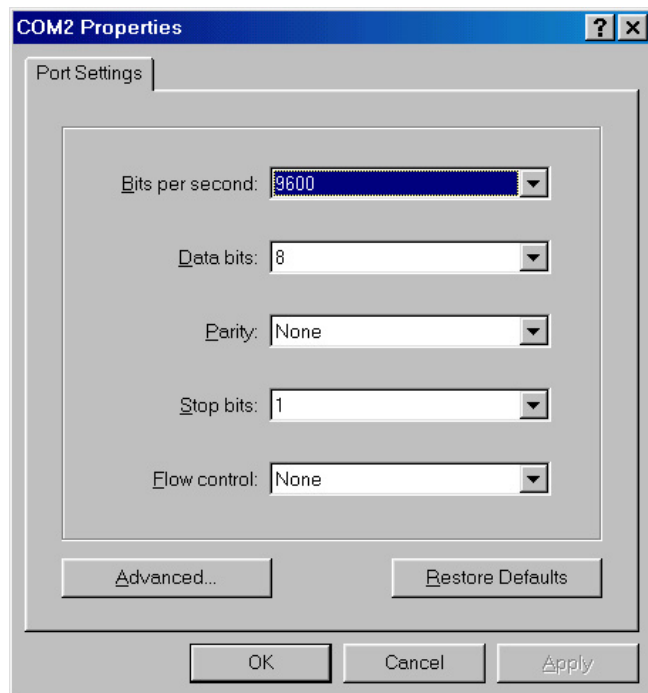 COM2 Properties
Port Settings
Bits per second: 9600
Data bits: 8
Parity: None
Stop bits: 1
Flow control: None
Advanced... Restore Defaults
OK Cancel Apply